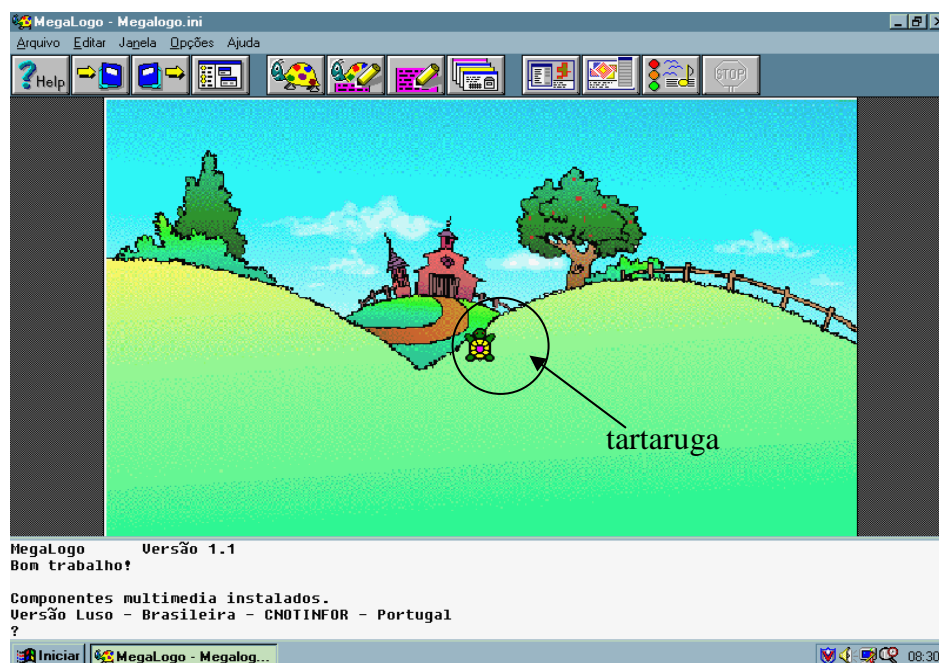 MegaLogo - Megalogo.ini
Arquivo Editar Janela Opções Ajuda
? Help
STOP
tartaruga
MegaLogo Versão 1.1
Bom trabalho!
Componentes multimedia instalados.
Versão Luso - Brasileira - CNOTINFOR - Portugal
?
Iniciar MegaLogo - Megalog... 08:30